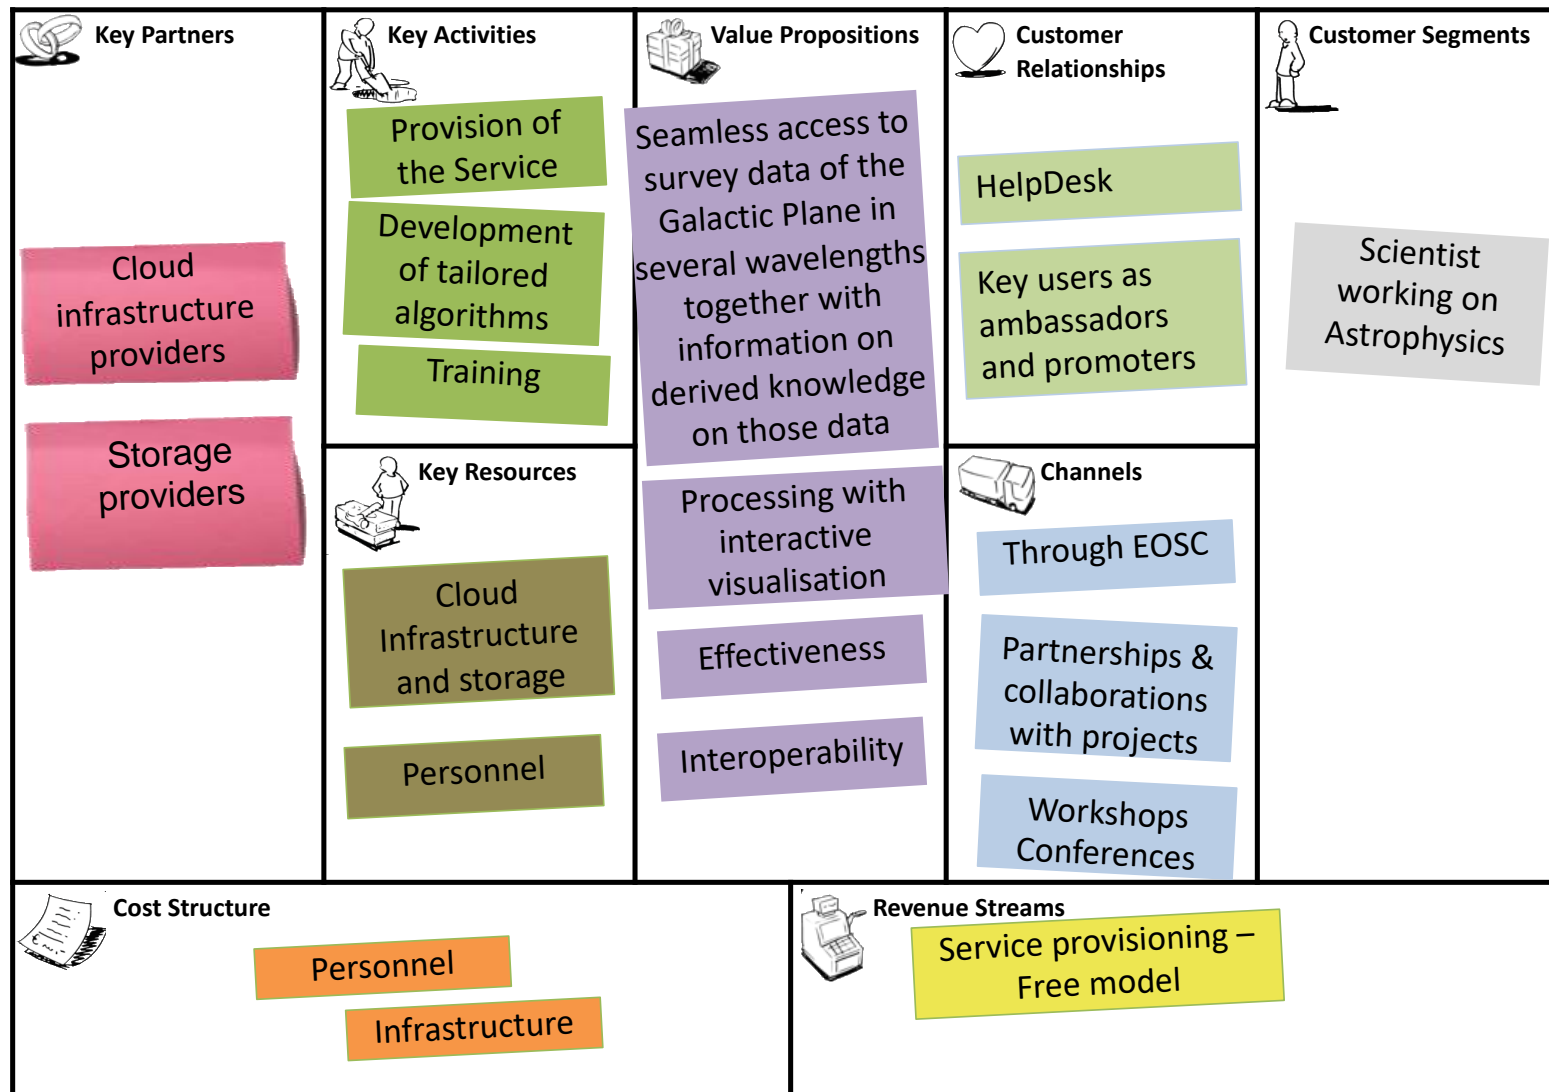 Key Partners
Cloud
infrastructure
providers
Storage
providers
Key Activities
Provision of
the Service
Development
of tailored
algorithms
Training
Key Resources
Cloud
Infrastructure
and storage
Personnel
Value Propositions
Seamless access to
survey data of the
Galactic Plane in
several wavelengths
together with
information on
derived knowledge
on those data
Processing with
interactive
visualisation
Effectiveness
Interoperability
Customer
Relationships
HelpDesk
Key users as
ambassadors
and promoters
Channels
Through EOSC
Partnerships &
collaborations
with projects
Workshops
Conferences
Customer Segments
Scientist
working on
Astrophysics
Cost Structure
Personnel
Infrastructure
Revenue Streams
Service provisioning –
Free model